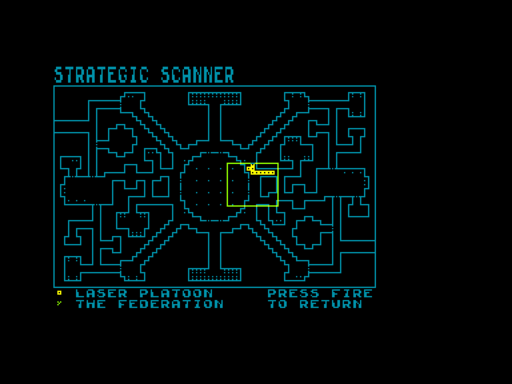 STRATEGIC SCANNER
LASER PLATOON PRESS FIRE
THE FEDERATION TO RETURN